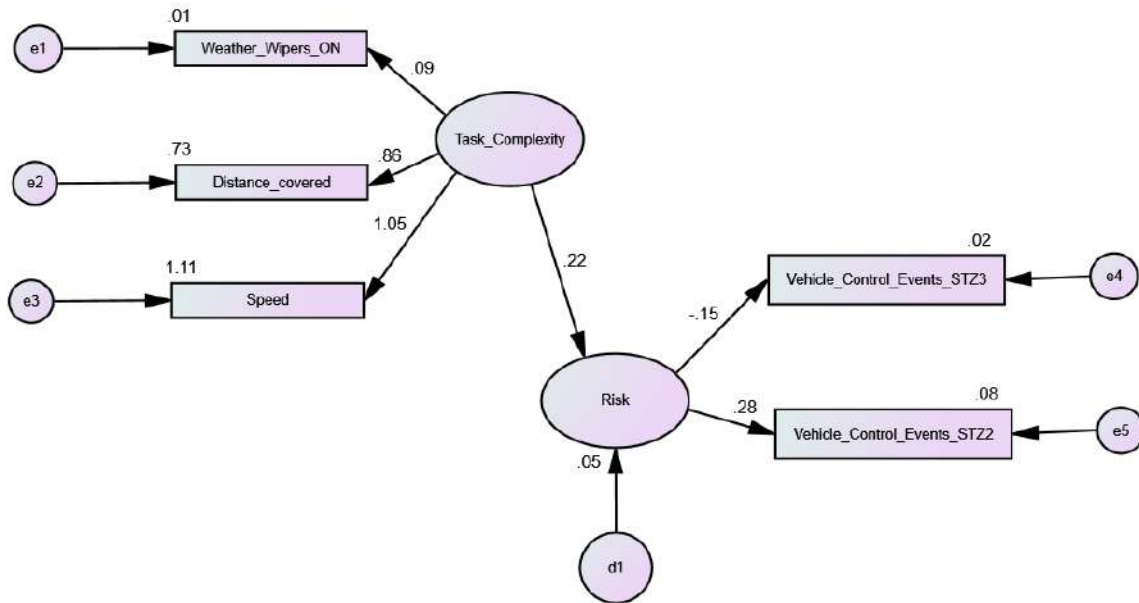 .01
e1
Weather_Wipers_ON
.09
Task_Complexity
.73
.86
e2
Distance_covered
1.05
1.11
e3
Speed
.22
.02
Vehicle_Control_Events_STZ3
e4
-.15
Risk
.28
.08
Vehicle_Control_Events_STZ2
e5
.05
d1